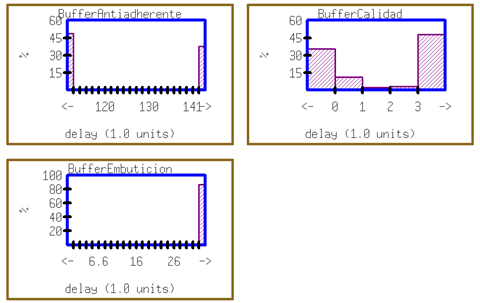 BufferAntiadherente
60
45
30
15
%
<- 120 130 141->
delay (1.0 units)
BufferCalidad
60
45
30
15
%
<- 0 1 2 3 ->
delay (1.0 units)
BufferEmbuticion
100
80
60
40
20
%
<- 6.6 16 26 ->
delay (1.0 units)